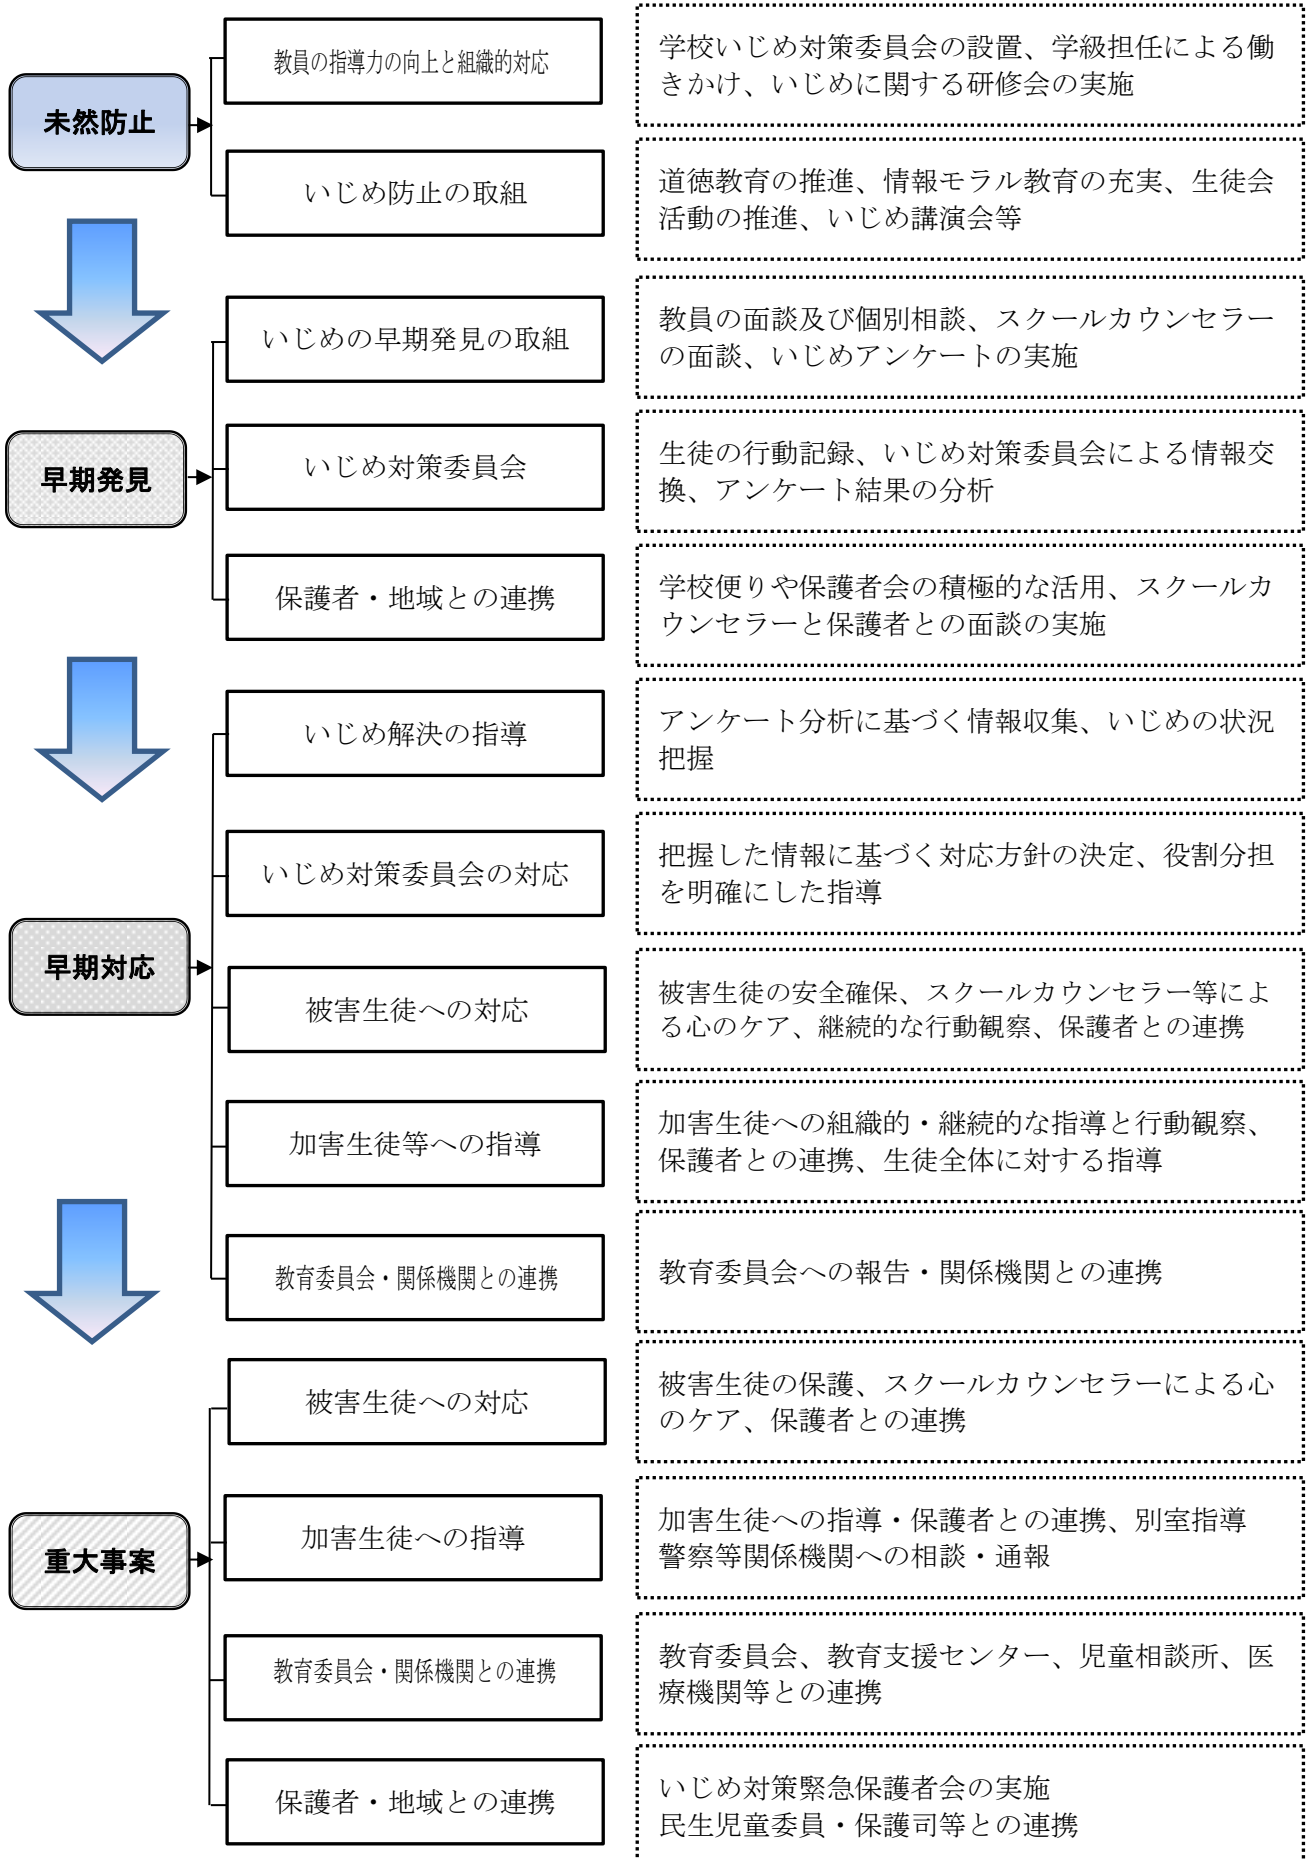 未然防止
教員の指導力の向上と組織的対応
学校いじめ対策委員会の設置、学級担任による働
きかけ、いじめに関する研修会の実施
いじめ防止の取組
道徳教育の推進、情報モラル教育の充実、生徒会
活動の推進、いじめ講演会等
早期発見
いじめの早期発見の取組
教員の面談及び個別相談、スクールカウンセラー
の面談、いじめアンケートの実施
いじめ対策委員会
生徒の行動記録、いじめ対策委員会による情報交
換、アンケート結果の分析
保護者・地域との連携
学校便りや保護者会の積極的な活用、スクールカ
ウンセラーと保護者との面談の実施
早期対応
いじめ解決の指導
アンケート分析に基づく情報収集、いじめの状況
把握
いじめ対策委員会の対応
把握した情報に基づく対応方針の決定、役割分担
を明確にした指導
被害生徒への対応
被害生徒の安全確保、スクールカウンセラー等によ
る心のケア、継続的な行動観察、保護者との連携
加害生徒等への指導
加害生徒への組織的・継続的な指導と行動観察、
保護者との連携、生徒全体に対する指導
教育委員会・関係機関との連携
教育委員会への報告・関係機関との連携
重大事案
被害生徒への対応
被害生徒の保護、スクールカウンセラーによる心
のケア、保護者との連携
加害生徒への指導
加害生徒への指導・保護者との連携、別室指導
警察等関係機関への相談・通報
教育委員会・関係機関との連携
教育委員会、教育支援センター、児童相談所、医
療機関等との連携
保護者・地域との連携
いじめ対策緊急保護者会の実施
民生児童委員・保護司等との連携